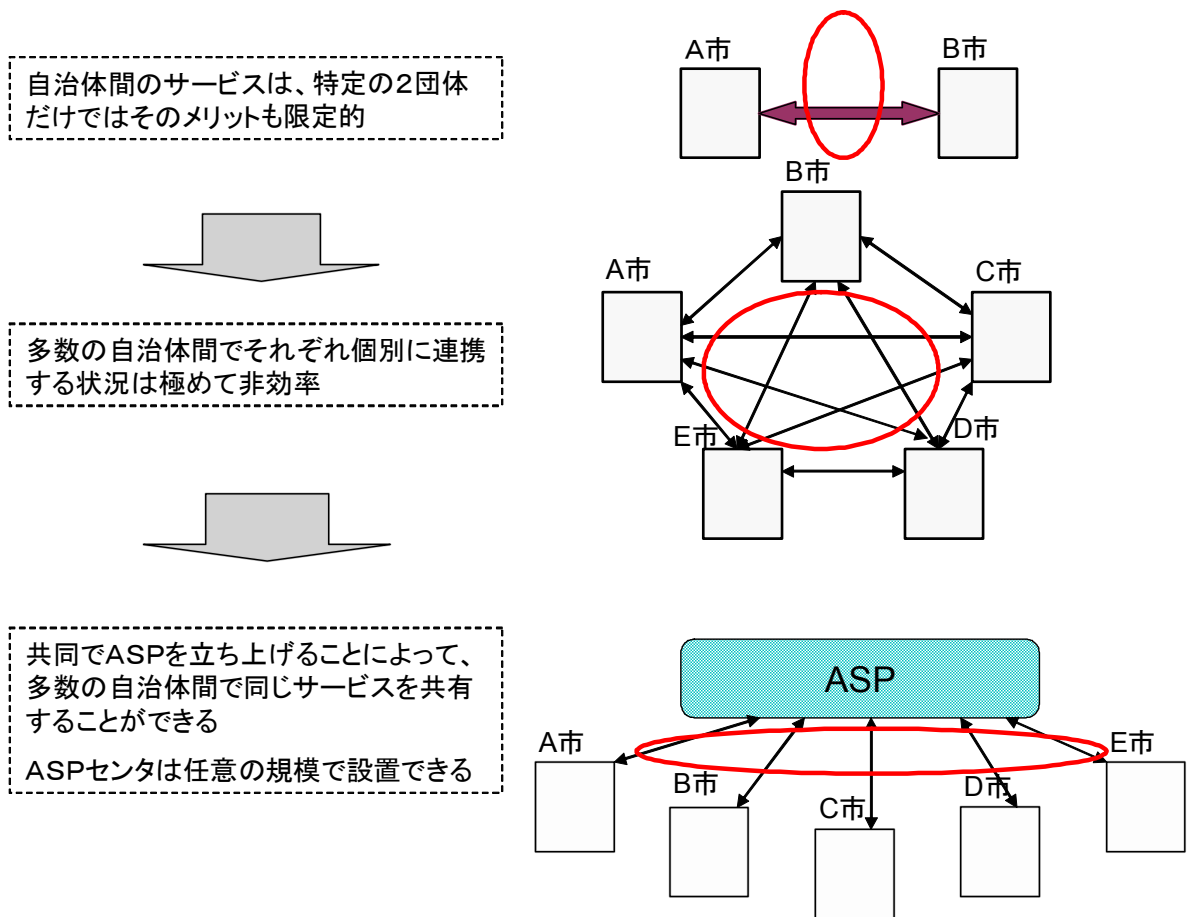 自治体間のサービスは、特定の2団体
だけではそのメリットも限定的
A市
B市
B市
A市
C市
多数の自治体間でそれぞれ個別に連携
する状況は極めて非効率
E市
D市
共同でASPを立ち上げることによって、
多数の自治体間で同じサービスを共有
することができる
ASPセンタは任意の規模で設置できる
ASP
A市
B市
C市
D市
E市